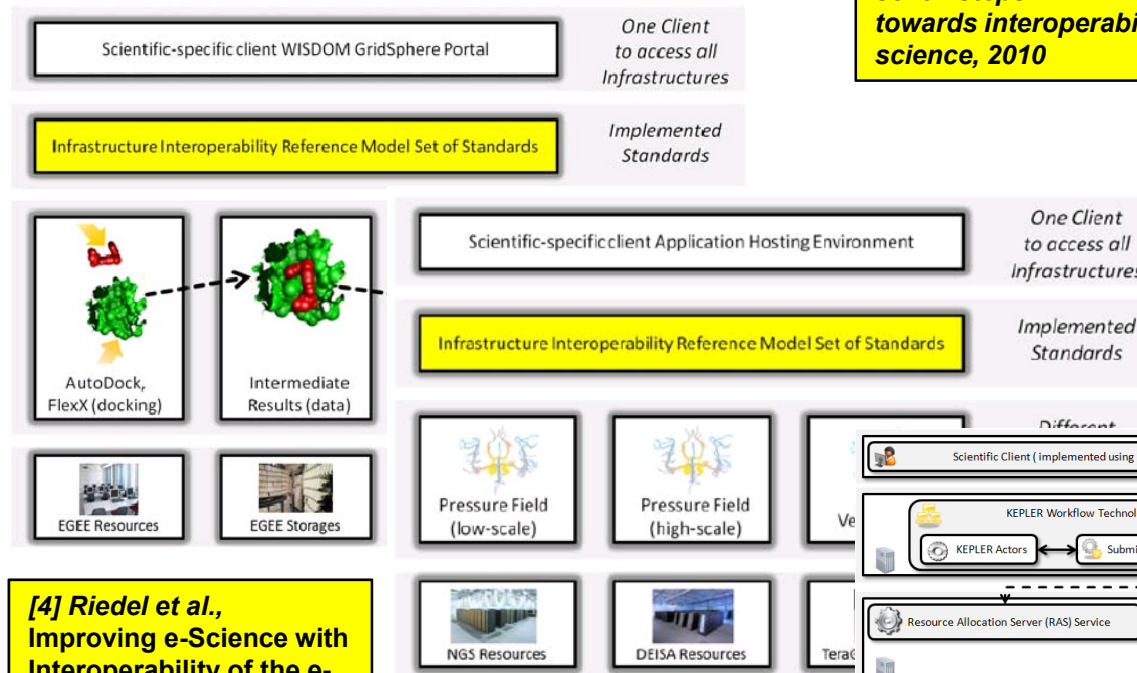 Scientific-specific client WISDOM GridSphere Portal
One Client
to access all
Infrastructures
towards
science, 2010
Infrastructure Interoperability Reference Model Set of Standards
Implemented
Standards
AutoDock,
FlexX (docking)
Intermediate
Results (data)
EGEE Resources
EGEE Storages
Scientific-specific client Application Hosting Environment
One Client
to access all
Infrastructures
Infrastructure Interoperability Reference Model Set of Standards
Implemented
Standards
Different
Pressure Field
(low-scale)
Pressure Field
(high-scale)
NGS Resources
DEISA Resources
Scientific Client ( implemented using
KEPLER Workflow
KEPLER Actors
Resource Allocation Server (RAS) Service
[4] Riedel et al.,
Improving e-Science with
Interoperability of the e-